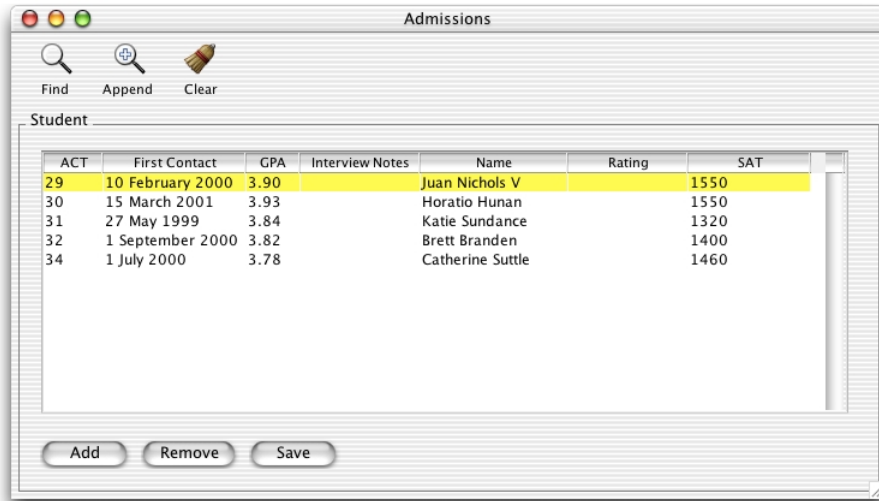 Admissions
Find Append Clear
Student
ACT First Contact GPA Interview Notes Name Rating SAT
29 10 February 2000 3.90 Juan Nichols V 1550
30 15 March 2001 3.93 Horatio Hunan 1550
31 27 May 1999 3.84 Katie Sundance 1320
32 1 September 2000 3.82 Brett Branden 1400
34 1 July 2000 3.78 Catherine Suttle 1460
Add Remove Save